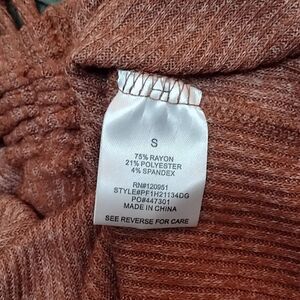 S
75% RAYON
21% POLYESTER
4% SPANDEX
RN#120951
STYLE#PF1H21134DG
PO#447301
MADE IN CHINA
SEE REVERSE FOR CARE